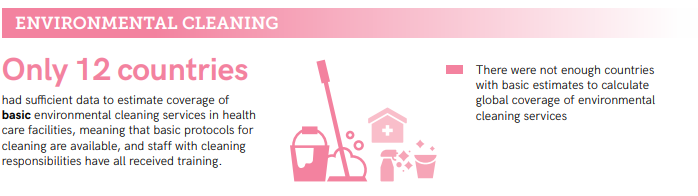 ENVIRONMENTAL CLEANING
Only 12 countries
had sufficient data to estimate coverage of
basic environmental cleaning services in health
care facilities, meaning that basic protocols for
cleaning are available, and staff with cleaning
responsibilities have all received training.
There were not enough countries
with basic estimates to calculate
global coverage of environmental
cleaning services